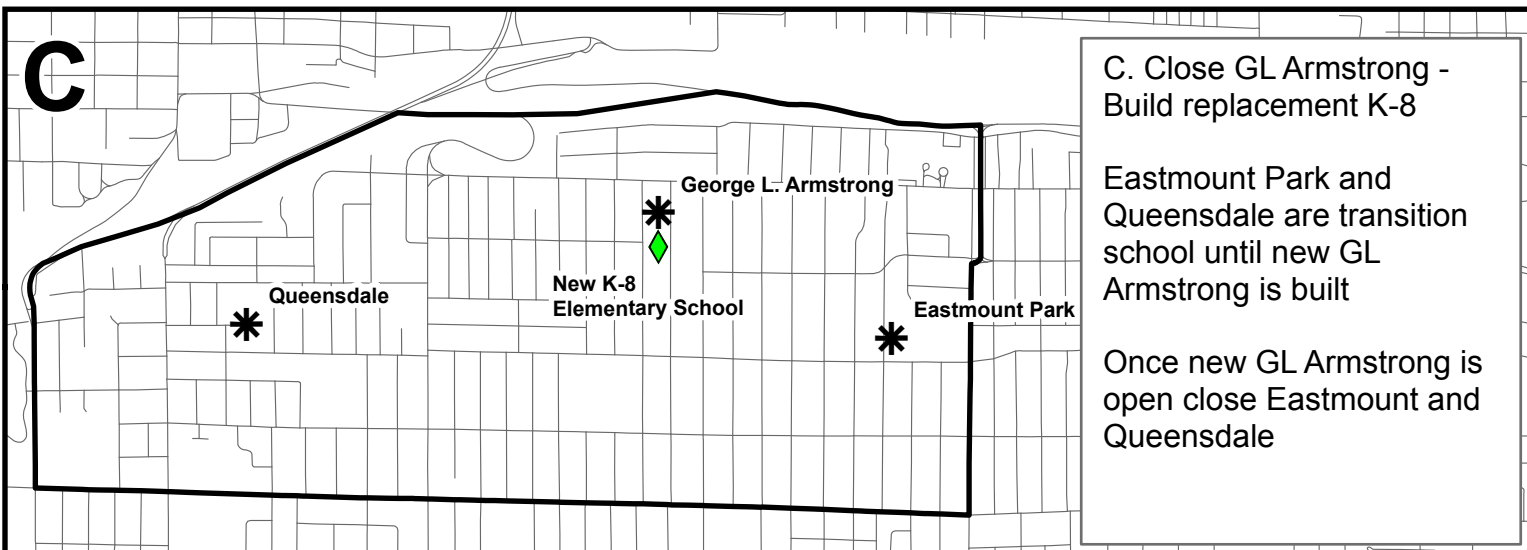 C
George L. Armstrong
New K-8
Elementary School
Queensdale
Eastmount Park
C. Close GL Armstrong -
Build replacement K-8
Eastmount Park and
Queensdale are transition
school until new GL
Armstrong is built
Once new GL Armstrong is
open close Eastmount and
Queensdale